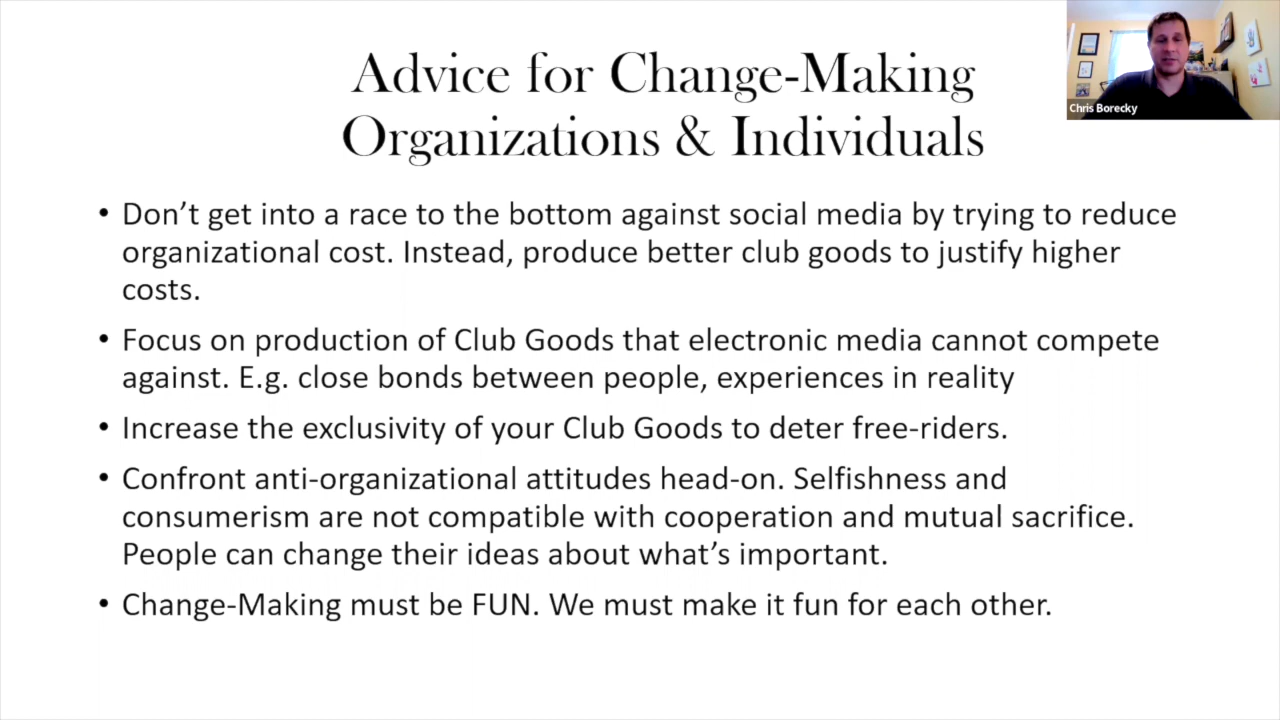 Advice for Change-Making
Organizations & Individuals
Chris Borecky
• Don’t get into a race to the bottom against social media by trying to reduce
organizational cost. Instead, produce better club goods to justify higher
costs.
• Focus on production of Club Goods that electronic media cannot compete
against. E.g. close bonds between people, experiences in reality
• Increase the exclusivity of your Club Goods to deter free-riders.
• Confront anti-organizational attitudes head-on. Selfishness and
consumerism are not compatible with cooperation and mutual sacrifice.
People can change their ideas about what’s important.
• Change-Making must be FUN. We must make it fun for each other.